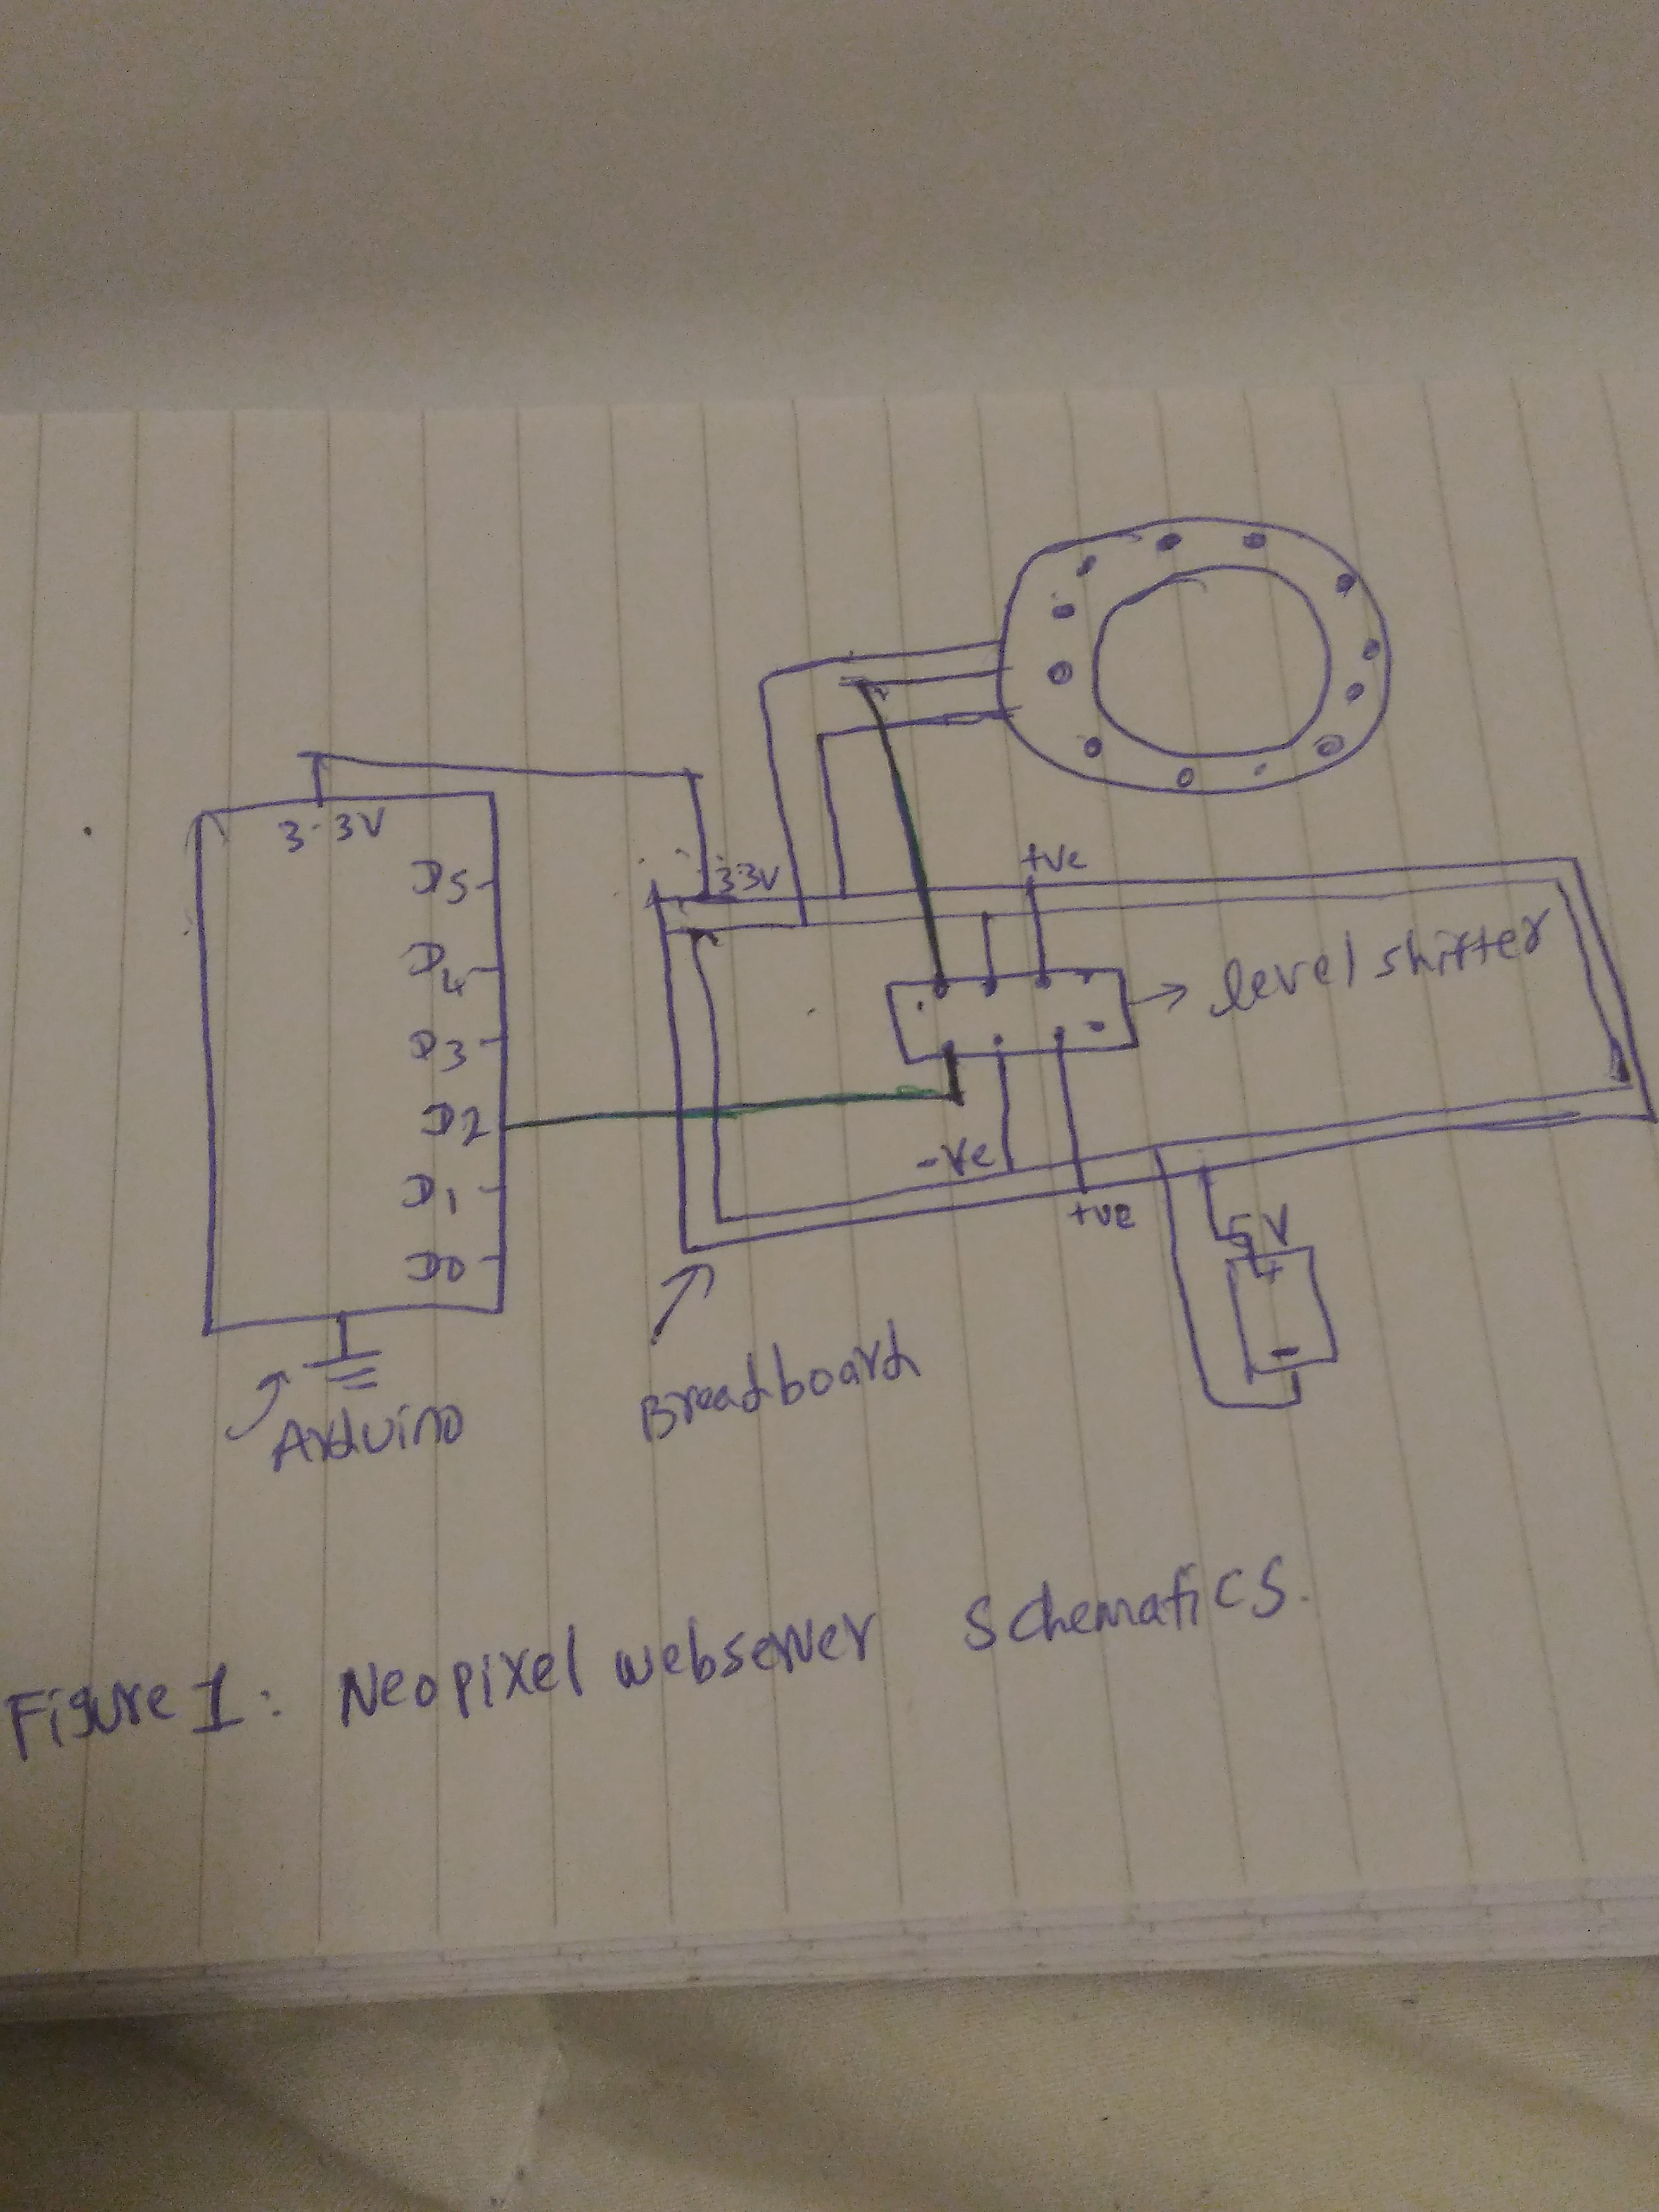 3.3V
D5
D4
D3
D2
D1
D0
Arduino
3.3V
+ve
level shifter
-ve
+ve
5V
+
-
Breadboard
Figure 1: Neopixel webserver Schematics.